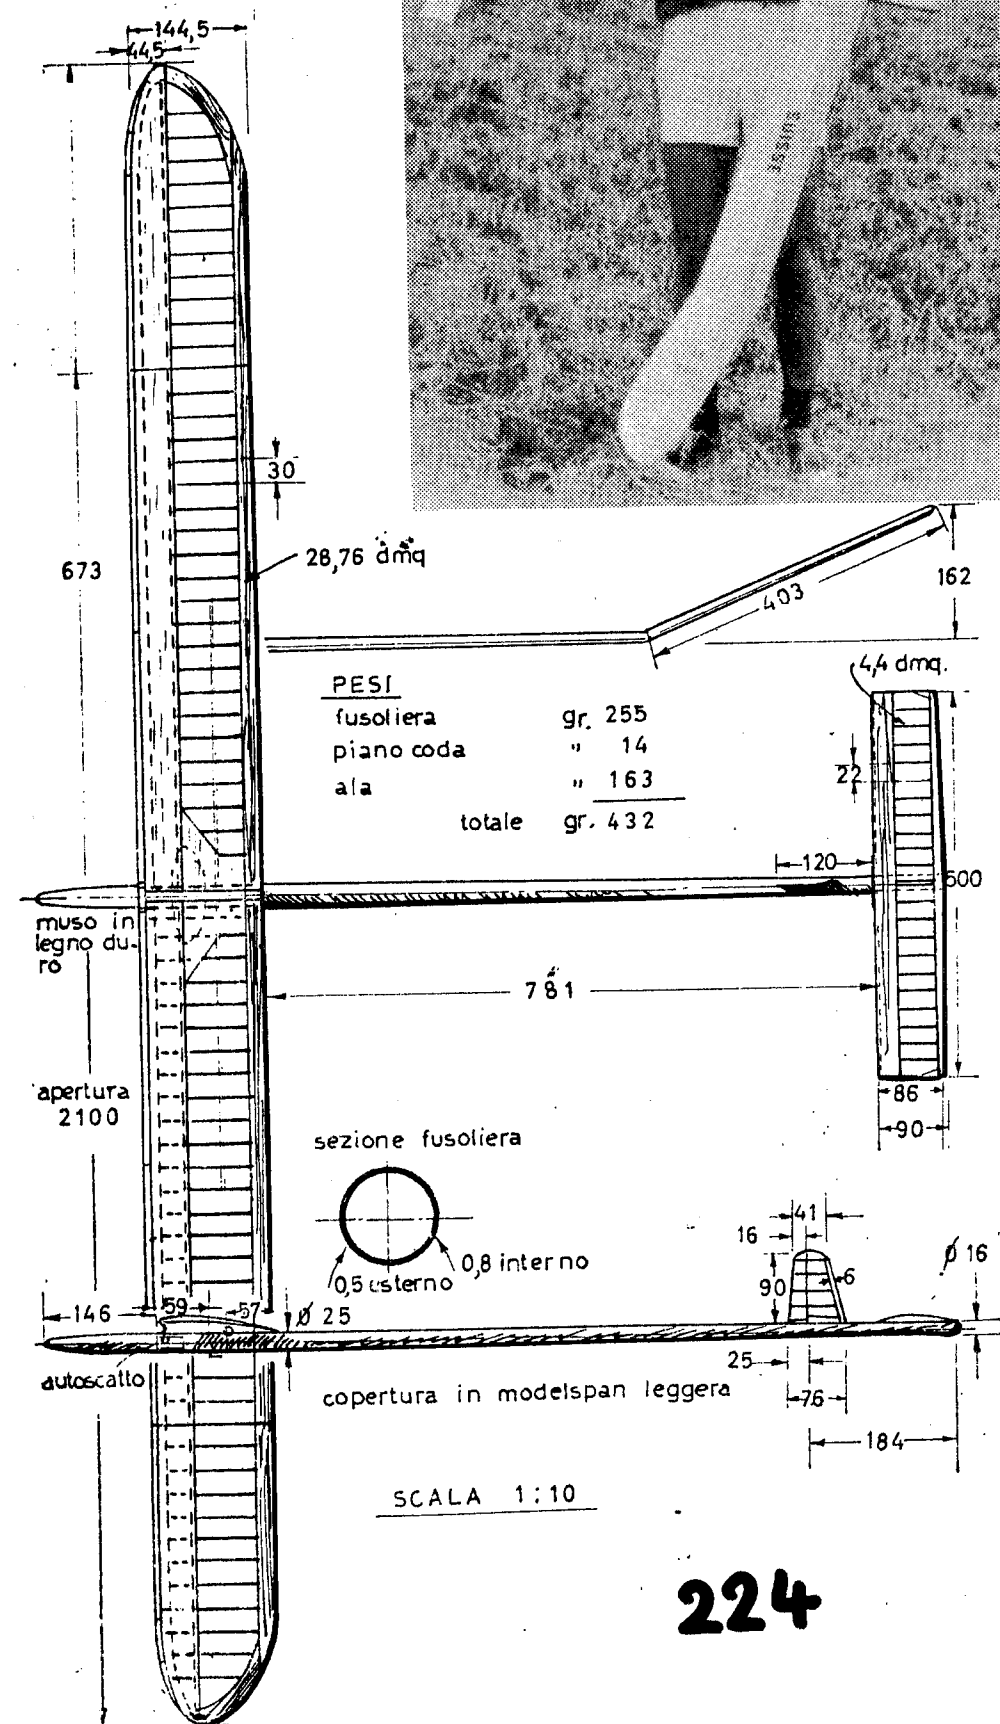 144,5
44,5
issina
30
673
28,76 dmq
403
162
4,4 dmq.
PESI
fusoliera gr. 255
piano coda " 14
ala " 163
totale gr. 432
22
120
500
muso in
legno du-
ro
781
apertura
2100
86
90
sezione fusoliera
0,5 esterno
0,8 interno
41
16
90
6
Ø 16
146
59
57
Ø 25
autoscatto
25
76
copertura in modelspan leggera
184
SCALA 1:10
224